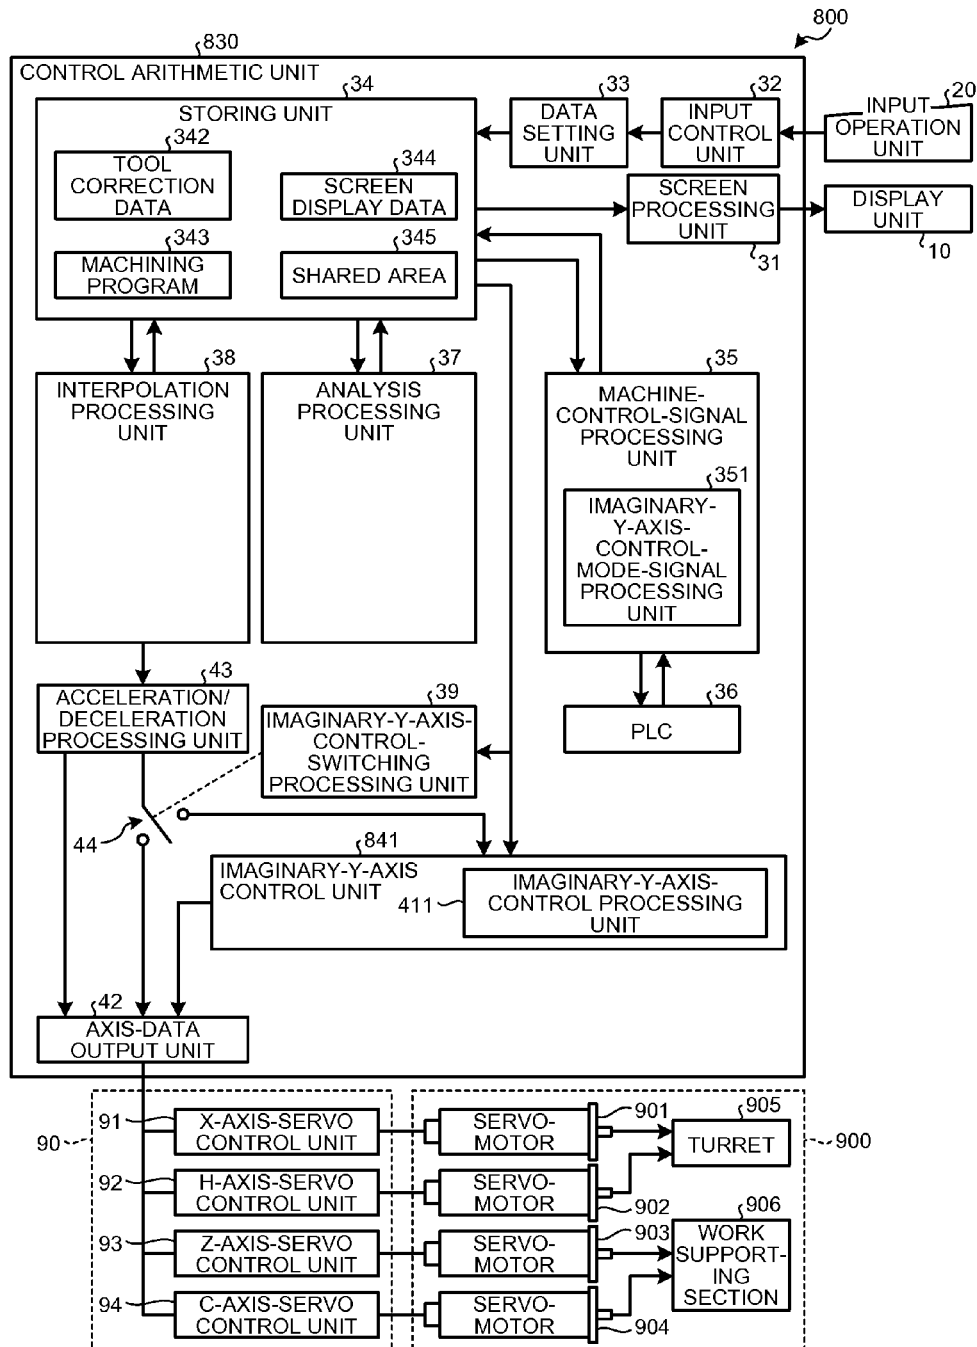 800
830
CONTROL ARITHMETIC UNIT
34
STORING UNIT
342
TOOL
CORRECTION
DATA
344
SCREEN
DISPLAY DATA
343
MACHINING
PROGRAM
345
SHARED AREA
33
DATA
SETTING
UNIT
32
INPUT
CONTROL
UNIT
20
INPUT
OPERATION
UNIT
SCREEN
PROCESSING
UNIT
31
DISPLAY
UNIT
10
38
INTERPOLATION
PROCESSING
UNIT
37
ANALYSIS
PROCESSING
UNIT
35
MACHINE-
CONTROL-SIGNAL
PROCESSING
UNIT
351
IMAGINARY-
Y-AXIS-
CONTROL-
MODE-SIGNAL
PROCESSING
UNIT
36
PLC
43
ACCELERATION/
DECELERATION
PROCESSING UNIT
39
IMAGINARY-Y-AXIS-
CONTROL-
SWITCHING
PROCESSING UNIT
44
841
IMAGINARY-Y-AXIS
CONTROL UNIT
411
IMAGINARY-Y-AXIS-
CONTROL PROCESSING
UNIT
42
AXIS-DATA
OUTPUT UNIT
90
91
X-AXIS-SERVO
CONTROL UNIT
92
H-AXIS-SERVO
CONTROL UNIT
93
Z-AXIS-SERVO
CONTROL UNIT
94
C-AXIS-SERVO
CONTROL UNIT
SERVO-
MOTOR
901
SERVO-
MOTOR
902
SERVO-
MOTOR
903
SERVO-
MOTOR
904
905
TURRET
900
906
WORK
SUPPORT-
ING
SECTION